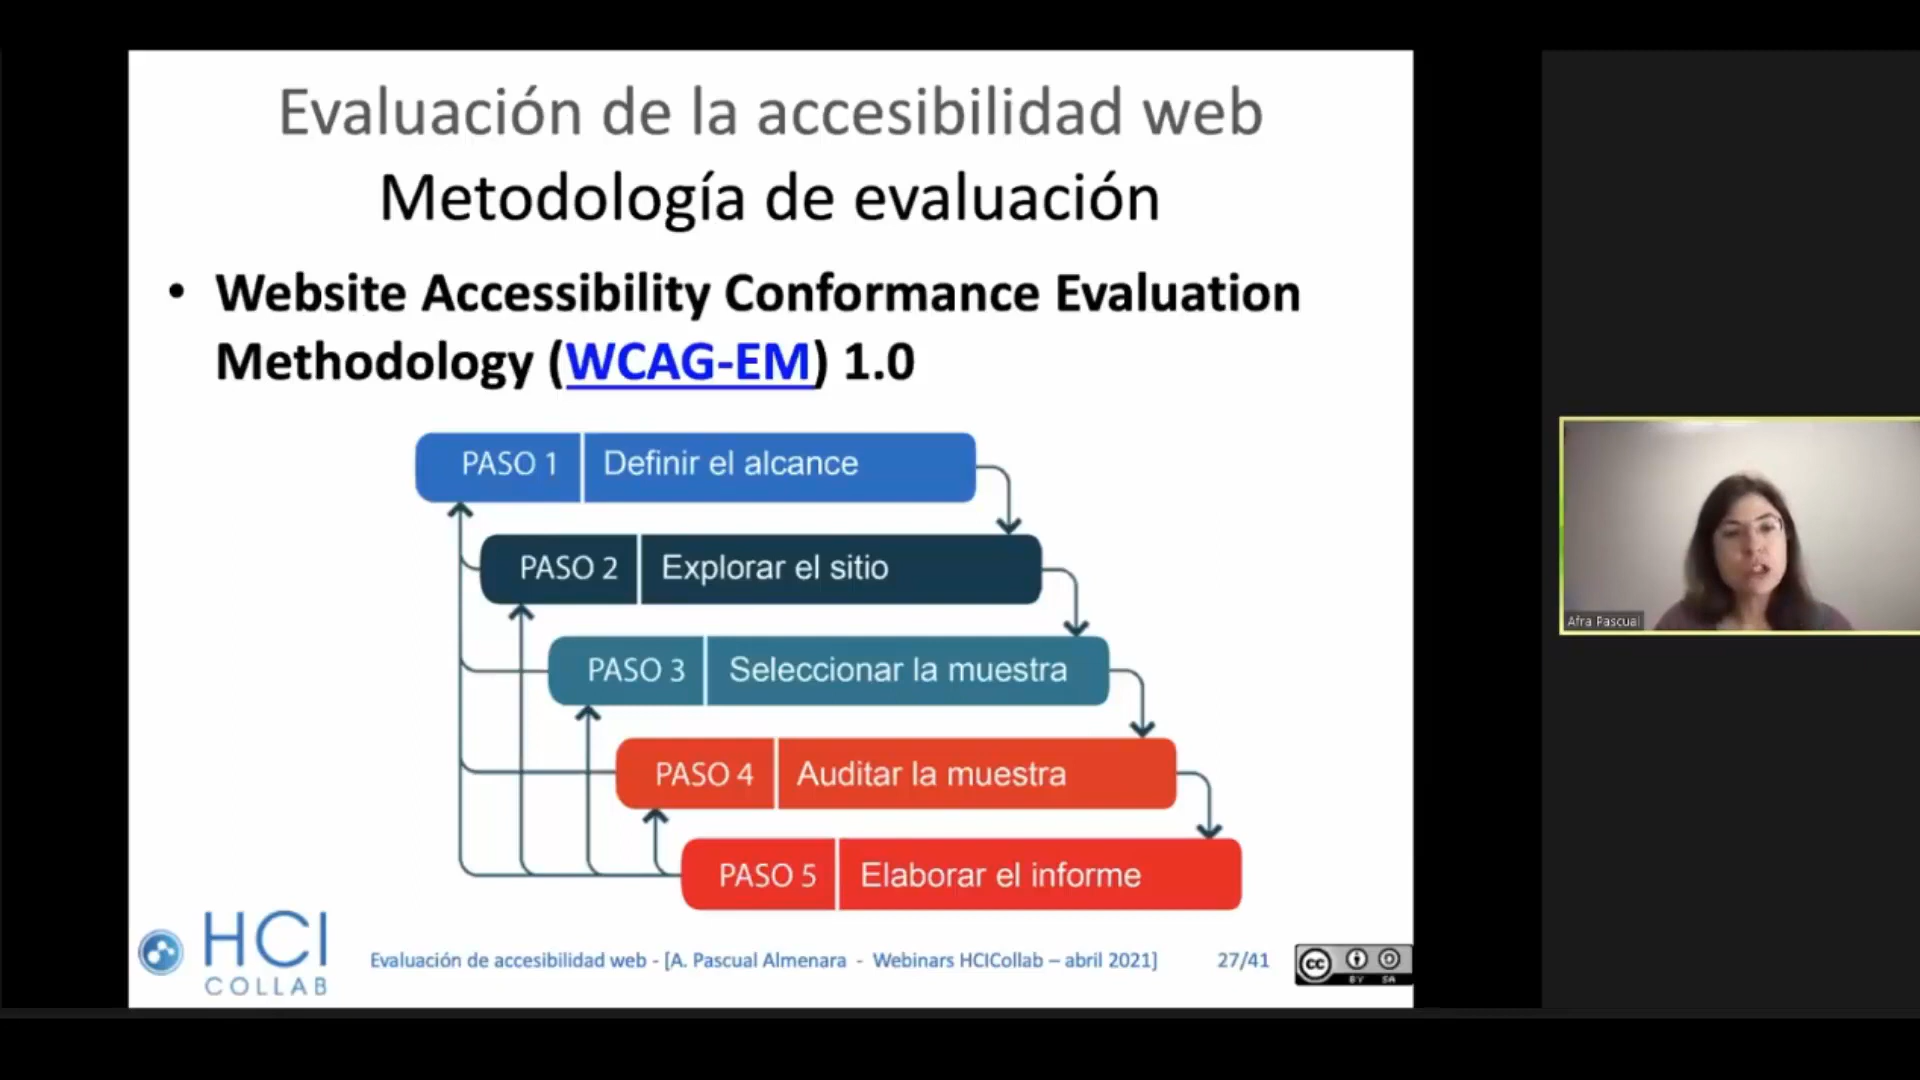 Evaluación de la accesibilidad web
Metodología de evaluación
• Website Accessibility Conformance Evaluation
Methodology (WCAG-EM) 1.0
PASO 1 Definir el alcance
PASO 2 Explorar el sitio
PASO 3 Seleccionar la muestra
PASO 4 Auditar la muestra
PASO 5 Elaborar el informe
HCI
COLLAB
Evaluación de accesibilidad web - [A. Pascual Almenara - Webinars HCICollab – abril 2021]
27/41
cc
BY SA
Afra Pascual